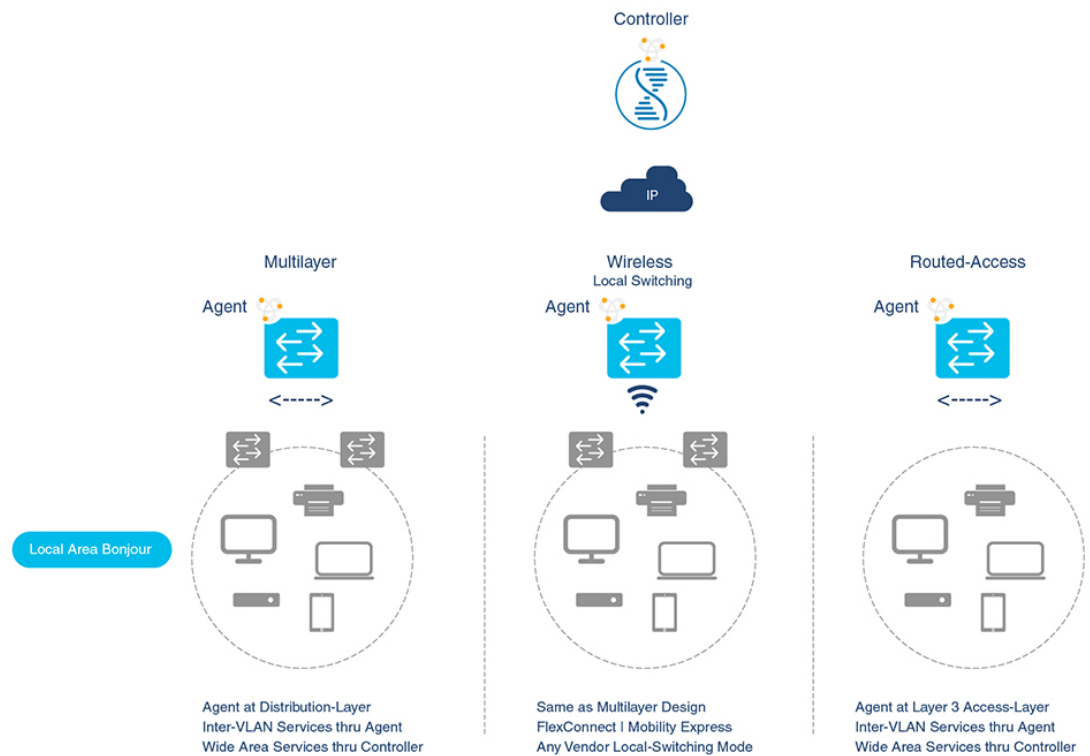 Controller
IP
Multilayer
Wireless
Local Switching
Routed-Access
Agent
Agent
Agent
<----->
<----->
Local Area Bonjour
Agent at Distribution-Layer
Inter-VLAN Services thru Agent
Wide Area Services thru Controller
Same as Multilayer Design
FlexConnect | Mobility Express
Any Vendor Local-Switching Mode
Agent at Layer 3 Access-Layer
Inter-VLAN Services thru Agent
Wide Area Services thru Controller